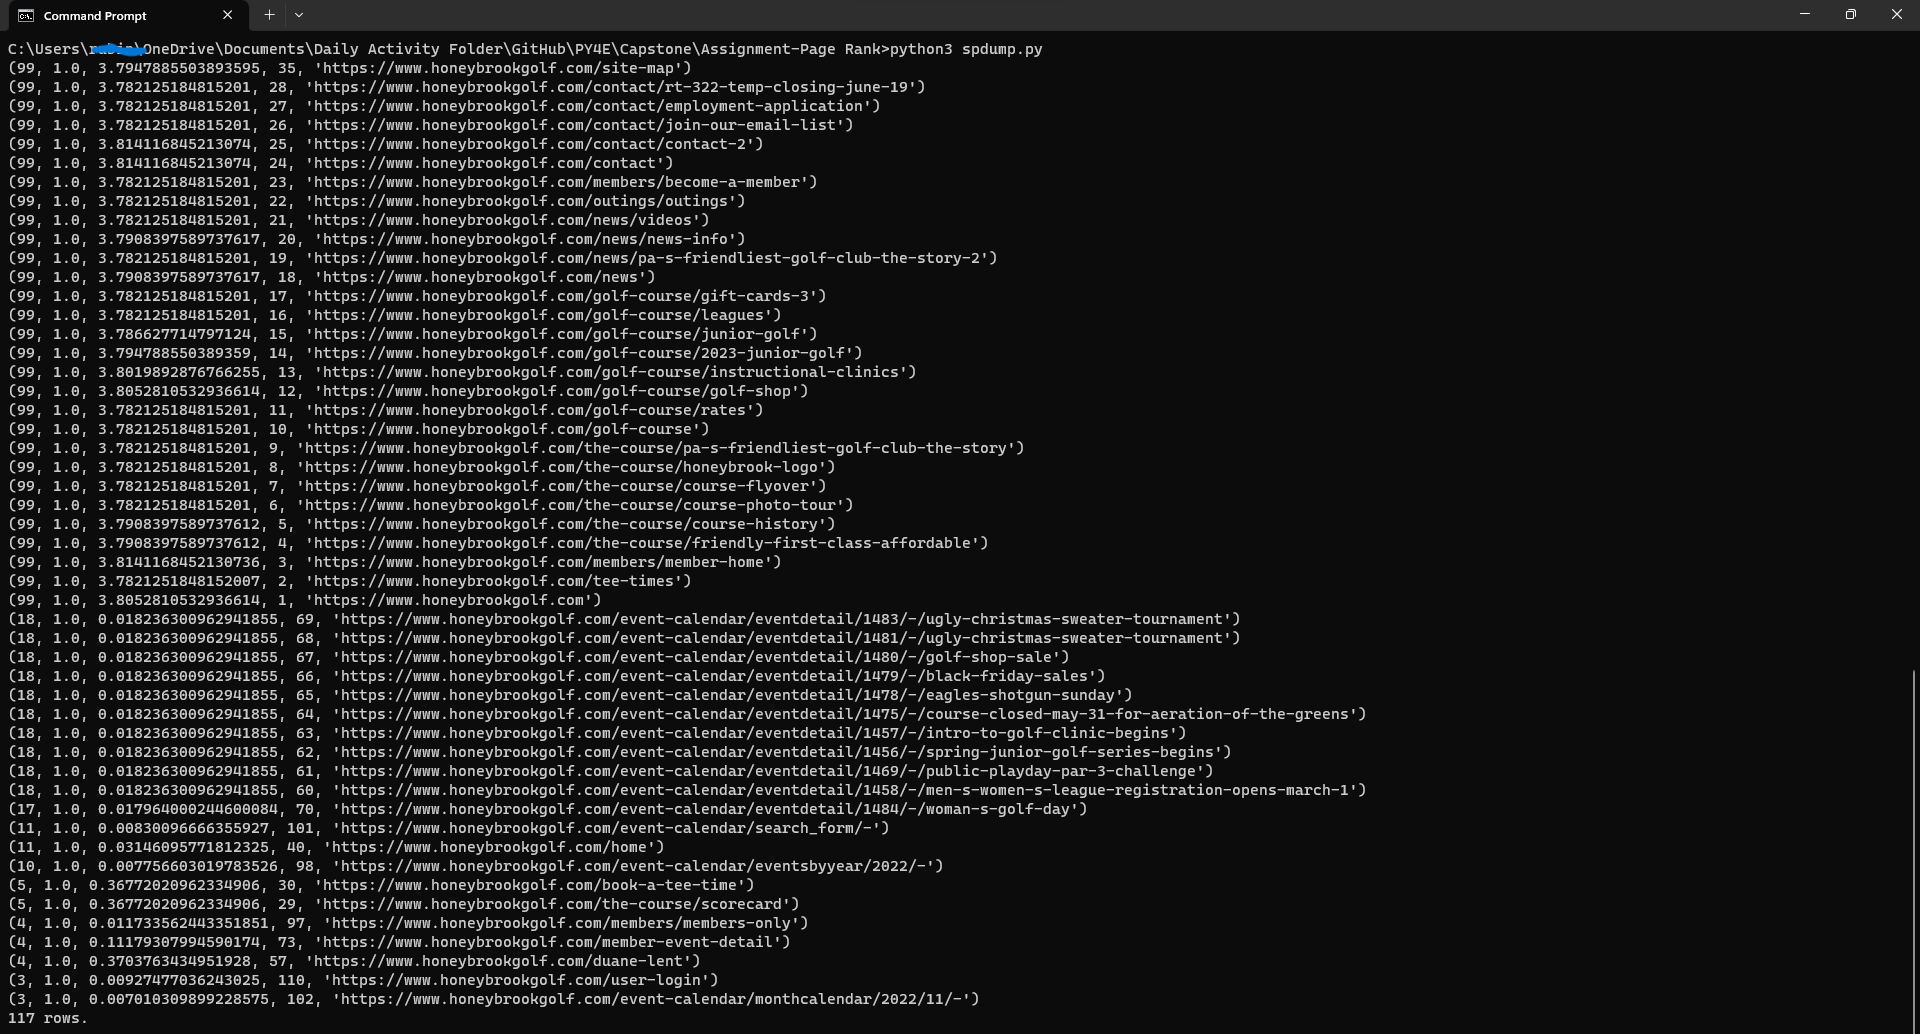 Command Prompt
C:\Users\OneDrive\Documents\Daily Activity Folder\GitHub\PY4E\Capstone\Assignment-Page Rank>python3 spdump.py
(99, 1.0, 3.7947885503893595, 35, 'https://www.honeybrookgolf.com/site-map')
(99, 1.0, 3.782125184815201, 28, 'https://www.honeybrookgolf.com/contact/rt-322-temp-closing-june-19')
(99, 1.0, 3.782125184815201, 27, 'https://www.honeybrookgolf.com/contact/employment-application')
(99, 1.0, 3.782125184815201, 26, 'https://www.honeybrookgolf.com/contact/join-our-email-list')
(99, 1.0, 3.814116845213074, 25, 'https://www.honeybrookgolf.com/contact/contact-2')
(99, 1.0, 3.814116845213074, 24, 'https://www.honeybrookgolf.com/contact')
(99, 1.0, 3.782125184815201, 23, 'https://www.honeybrookgolf.com/members/become-a-member')
(99, 1.0, 3.782125184815201, 22, 'https://www.honeybrookgolf.com/outings/outings')
(99, 1.0, 3.782125184815201, 21, 'https://www.honeybrookgolf.com/news/videos')
(99, 1.0, 3.7908397589737617, 20, 'https://www.honeybrookgolf.com/news/news-info')
(99, 1.0, 3.782125184815201, 19, 'https://www.honeybrookgolf.com/news/pa-s-friendliest-golf-club-the-story-2')
(99, 1.0, 3.7908397589737617, 18, 'https://www.honeybrookgolf.com/news')
(99, 1.0, 3.782125184815201, 17, 'https://www.honeybrookgolf.com/golf-course/gift-cards-3')
(99, 1.0, 3.782125184815201, 16, 'https://www.honeybrookgolf.com/golf-course/leagues')
(99, 1.0, 3.786627714797124, 15, 'https://www.honeybrookgolf.com/golf-course/junior-golf')
(99, 1.0, 3.794788550389359, 14, 'https://www.honeybrookgolf.com/golf-course/2023-junior-golf')
(99, 1.0, 3.8019892876766255, 13, 'https://www.honeybrookgolf.com/golf-course/instructional-clinics')
(99, 1.0, 3.8052810532936614, 12, 'https://www.honeybrookgolf.com/golf-course/golf-shop')
(99, 1.0, 3.782125184815201, 11, 'https://www.honeybrookgolf.com/golf-course/rates')
(99, 1.0, 3.782125184815201, 10, 'https://www.honeybrookgolf.com/golf-course')
(99, 1.0, 3.782125184815201, 9, 'https://www.honeybrookgolf.com/the-course/pa-s-friendliest-golf-club-the-story')
(99, 1.0, 3.782125184815201, 8, 'https://www.honeybrookgolf.com/the-course/honeybrook-logo')
(99, 1.0, 3.782125184815201, 7, 'https://www.honeybrookgolf.com/the-course/course-flyover')
(99, 1.0, 3.782125184815201, 6, 'https://www.honeybrookgolf.com/the-course/course-photo-tour')
(99, 1.0, 3.7908397589737612, 5, 'https://www.honeybrookgolf.com/the-course/course-history')
(99, 1.0, 3.7908397589737612, 4, 'https://www.honeybrookgolf.com/the-course/friendly-first-class-affordable')
(99, 1.0, 3.8141168452130736, 3, 'https://www.honeybrookgolf.com/members/member-home')
(99, 1.0, 3.7821251848152007, 2, 'https://www.honeybrookgolf.com/tee-times')
(99, 1.0, 3.8052810532936614, 1, 'https://www.honeybrookgolf.com')
(18, 1.0, 0.018236300962941855, 69, 'https://www.honeybrookgolf.com/event-calendar/eventdetail/1483/-/ugly-christmas-sweater-tournament')
(18, 1.0, 0.018236300962941855, 68, 'https://www.honeybrookgolf.com/event-calendar/eventdetail/1481/-/ugly-christmas-sweater-tournament')
(18, 1.0, 0.018236300962941855, 67, 'https://www.honeybrookgolf.com/event-calendar/eventdetail/1480/-/golf-shop-sale')
(18, 1.0, 0.018236300962941855, 66, 'https://www.honeybrookgolf.com/event-calendar/eventdetail/1479/-/black-friday-sales')
(18, 1.0, 0.018236300962941855, 65, 'https://www.honeybrookgolf.com/event-calendar/eventdetail/1478/-/eagles-shotgun-sunday')
(18, 1.0, 0.018236300962941855, 64, 'https://www.honeybrookgolf.com/event-calendar/eventdetail/1475/-/course-closed-may-31-for-aeration-of-the-greens')
(18, 1.0, 0.018236300962941855, 63, 'https://www.honeybrookgolf.com/event-calendar/eventdetail/1457/-/intro-to-golf-clinic-begins')
(18, 1.0, 0.018236300962941855, 62, 'https://www.honeybrookgolf.com/event-calendar/eventdetail/1456/-/spring-junior-golf-series-begins')
(18, 1.0, 0.018236300962941855, 61, 'https://www.honeybrookgolf.com/event-calendar/eventdetail/1469/-/public-playday-par-3-challenge')
(18, 1.0, 0.018236300962941855, 60, 'https://www.honeybrookgolf.com/event-calendar/eventdetail/1458/-/men-s-women-s-league-registration-opens-march-1')
(17, 1.0, 0.017964000244600084, 70, 'https://www.honeybrookgolf.com/event-calendar/eventdetail/1484/-/woman-s-golf-day')
(11, 1.0, 0.00830096666355927, 101, 'https://www.honeybrookgolf.com/event-calendar/search_form/-')
(11, 1.0, 0.03146095771812325, 40, 'https://www.honeybrookgolf.com/home')
(10, 1.0, 0.007756603019783526, 98, 'https://www.honeybrookgolf.com/event-calendar/eventsbyyear/2022/-')
(5, 1.0, 0.36772020962334906, 30, 'https://www.honeybrookgolf.com/book-a-tee-time')
(5, 1.0, 0.36772020962334906, 29, 'https://www.honeybrookgolf.com/the-course/scorecard')
(4, 1.0, 0.011733562443351851, 97, 'https://www.honeybrookgolf.com/members/members-only')
(4, 1.0, 0.11179307994590174, 73, 'https://www.honeybrookgolf.com/member-event-detail')
(4, 1.0, 0.3703763434951928, 57, 'https://www.honeybrookgolf.com/duane-lent')
(3, 1.0, 0.00927477036243025, 110, 'https://www.honeybrookgolf.com/user-login')
(3, 1.0, 0.007010309899228575, 102, 'https://www.honeybrookgolf.com/event-calendar/monthcalendar/2022/11/-')
117 rows.